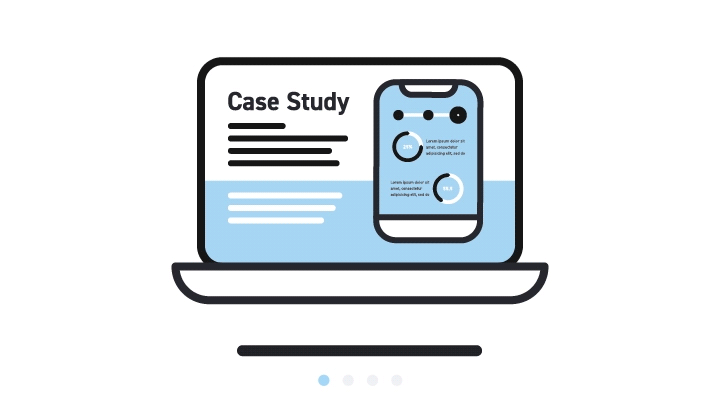 Case Study
Lorem ipsum dolor sit
amet, consectetur
adipiscing elit, sed do
Lorem ipsum dolor sit
amet, consectetur
adipiscing elit, sed do